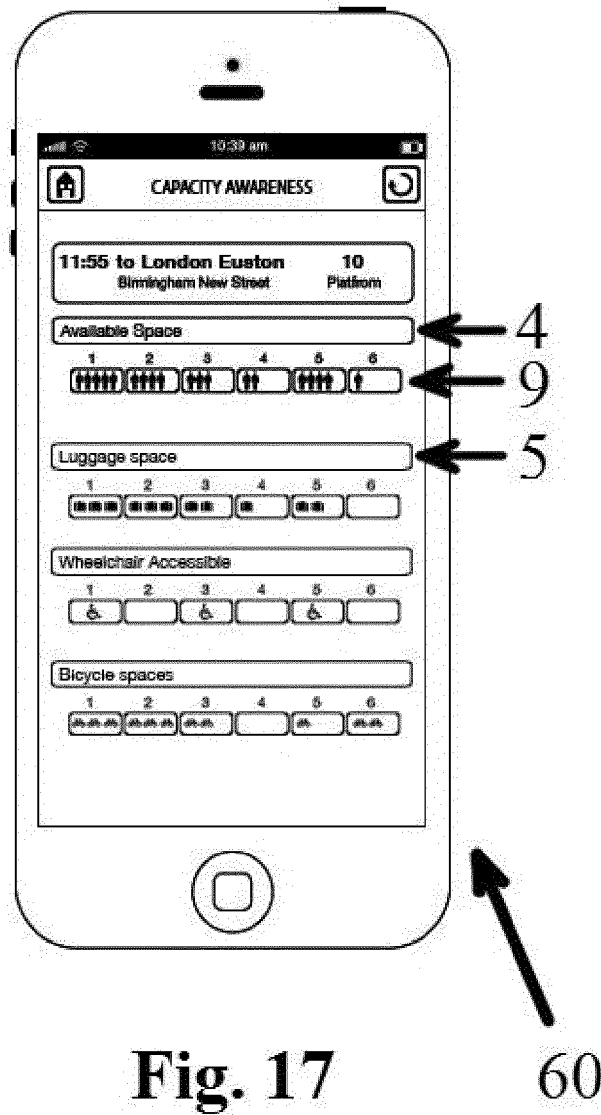 10:39 am
CAPACITY AWARENESS
11:55 to London Euston 10
Birmingham New Street Platfrom
Available Space 4
1 2 3 4 5 6
9
Luggage space 5
1 2 3 4 5 6
Wheelchair Accessible
1 2 3 4 5 6
Bicycle spaces
1 2 3 4 5 6
Fig. 17 60